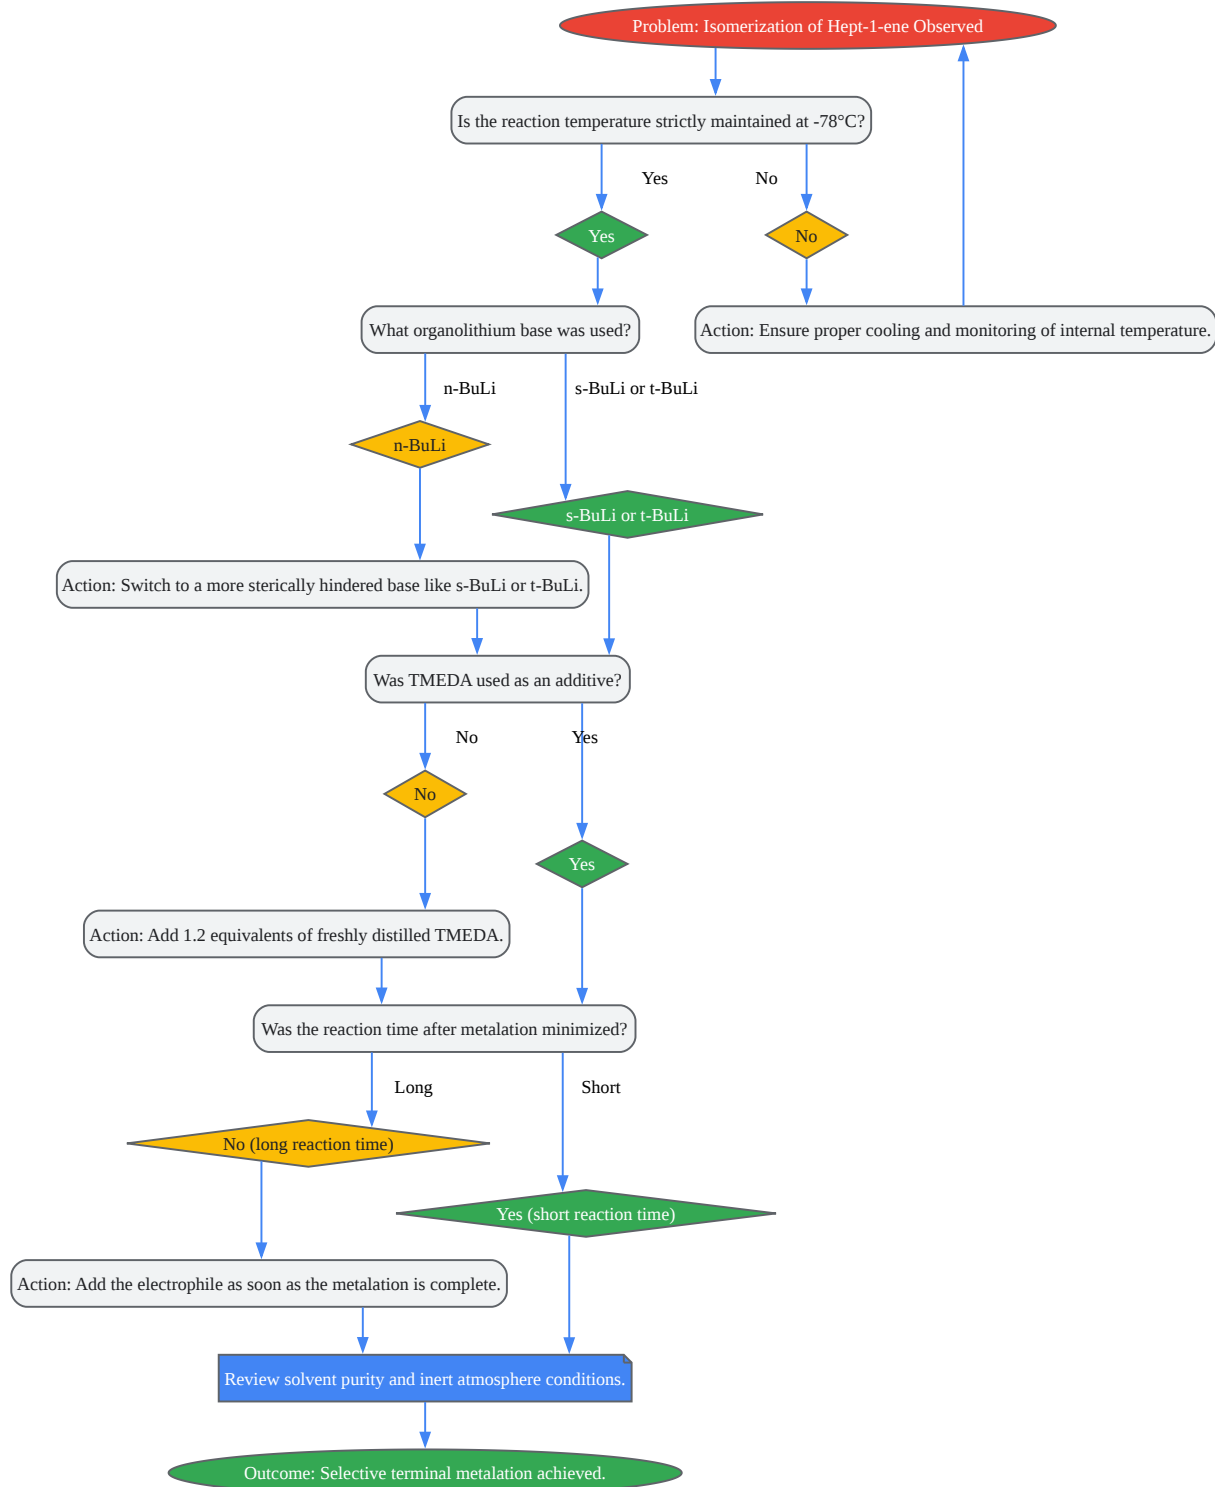 Problem: Isomerization of Hept-1-ene Observed
Is the reaction temperature strictly maintained at -78°C?
Yes
No
Yes
No
What organolithium base was used?
Action: Ensure proper cooling and monitoring of internal temperature.
n-BuLi
s-BuLi or t-BuLi
n-BuLi
s-BuLi or t-BuLi
Action: Switch to a more sterically hindered base like s-BuLi or t-BuLi.
Was TMEDA used as an additive?
No
Yes
No
Yes
Action: Add 1.2 equivalents of freshly distilled TMEDA.
Was the reaction time after metalation minimized?
Long
Short
No (long reaction time)
Yes (short reaction time)
Action: Add the electrophile as soon as the metalation is complete.
Review solvent purity and inert atmosphere conditions.
Outcome: Selective terminal metalation achieved.